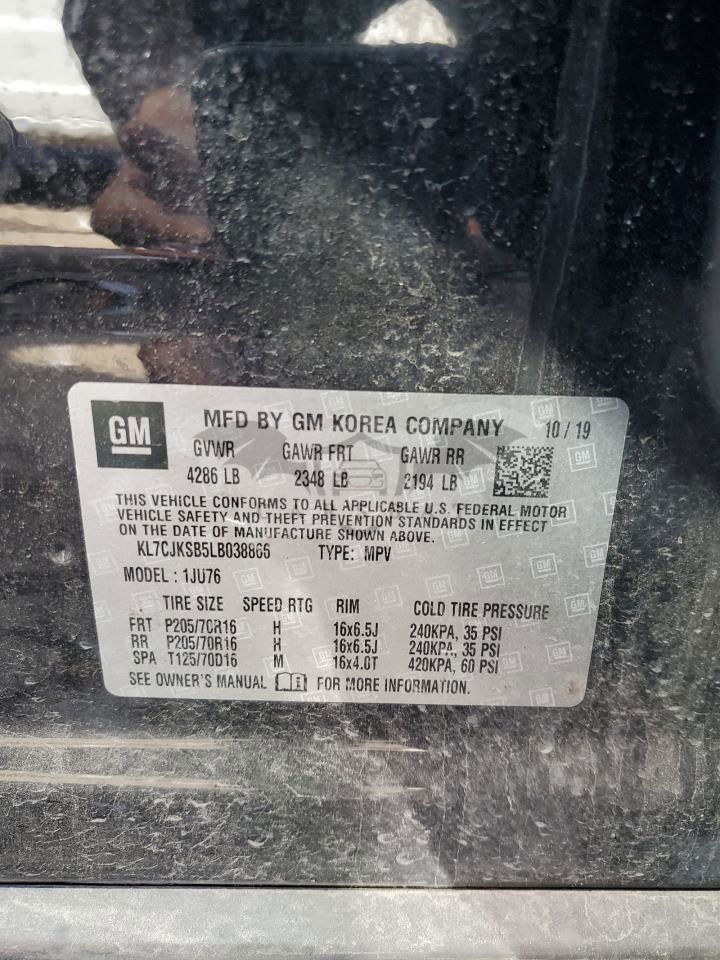 GM MFD BY GM KOREA COMPANY 10/19
GVWR GAWR FRT GAWR RR
4286 LB 2348 LB 2194 LB
THIS VEHICLE CONFORMS TO ALL APPLICABLE U.S. FEDERAL MOTOR
VEHICLE SAFETY AND THEFT PREVENTION STANDARDS IN EFFECT
ON THE DATE OF MANUFACTURE SHOWN ABOVE.
KL7CJKSB5LB038866 TYPE: MPV
MODEL : 1JU76
TIRE SIZE SPEED RTG RIM COLD TIRE PRESSURE
FRT P205/70R16 H 16x6.5J 240KPA, 35 PSI
RR P205/70R16 H 16x6.5J 240KPA, 35 PSI
SPA T125/70D16 M 16x4.0T 420KPA, 60 PSI
SEE OWNER'S MANUAL FOR MORE INFORMATION.